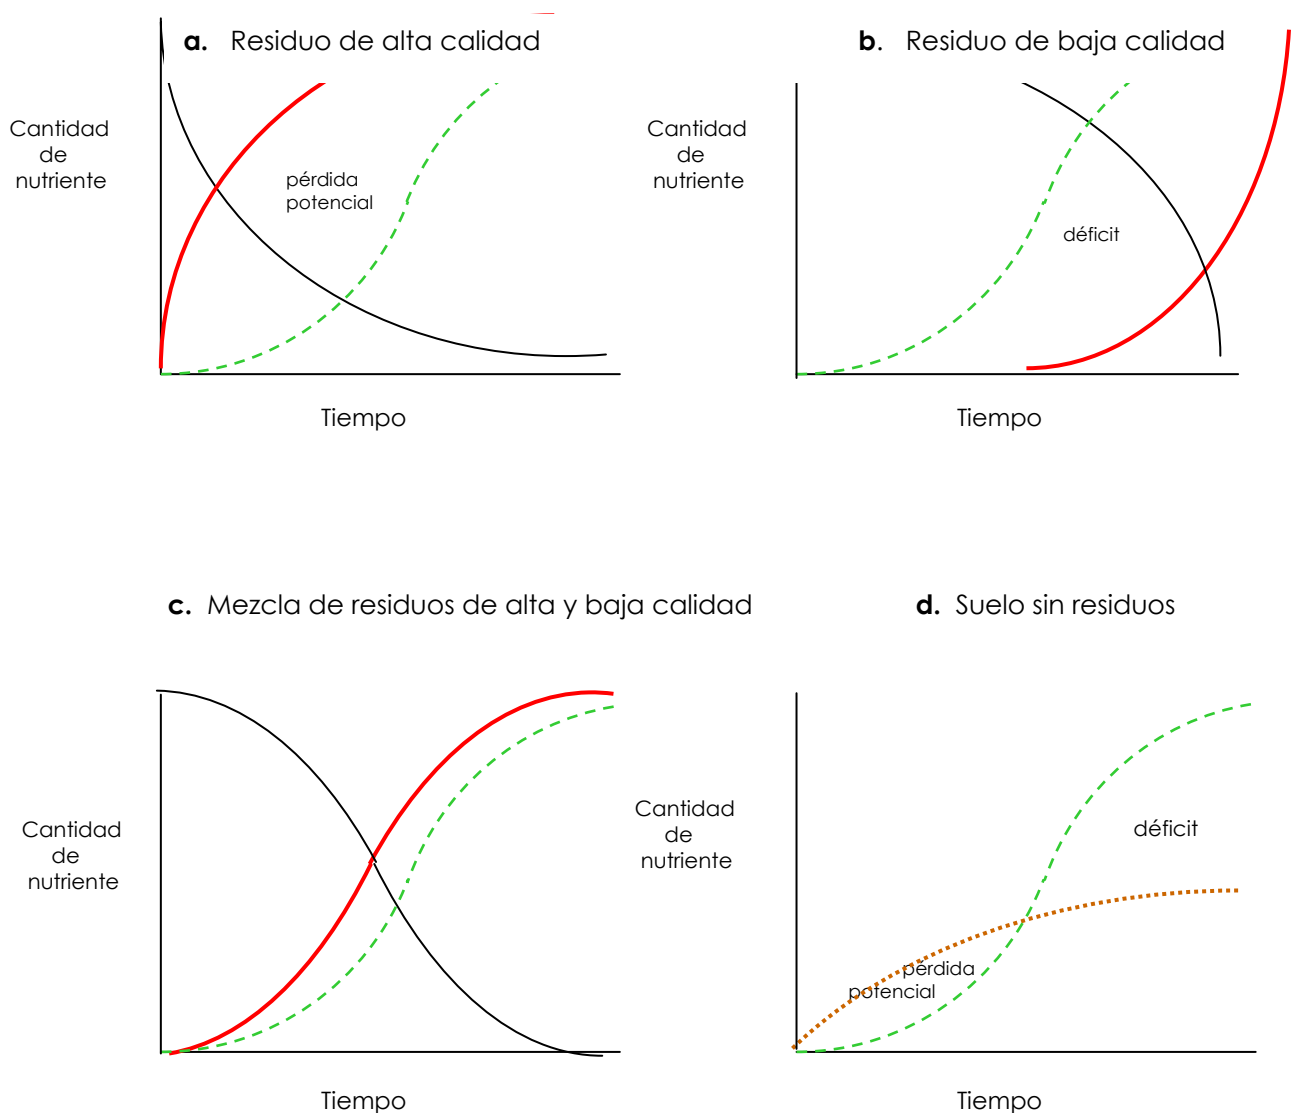 a. Residuo de alta calidad
Cantidad
de
nutriente
pérdida
potencial
Tiempo
b. Residuo de baja calidad
Cantidad
de
nutriente
déficit
Tiempo
c. Mezcla de residuos de alta y baja calidad
Cantidad
de
nutriente
Tiempo
d. Suelo sin residuos
Cantidad
de
nutriente
déficit
pérdida
potencial
Tiempo